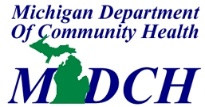 Michigan Department
Of Community Health
MDCH